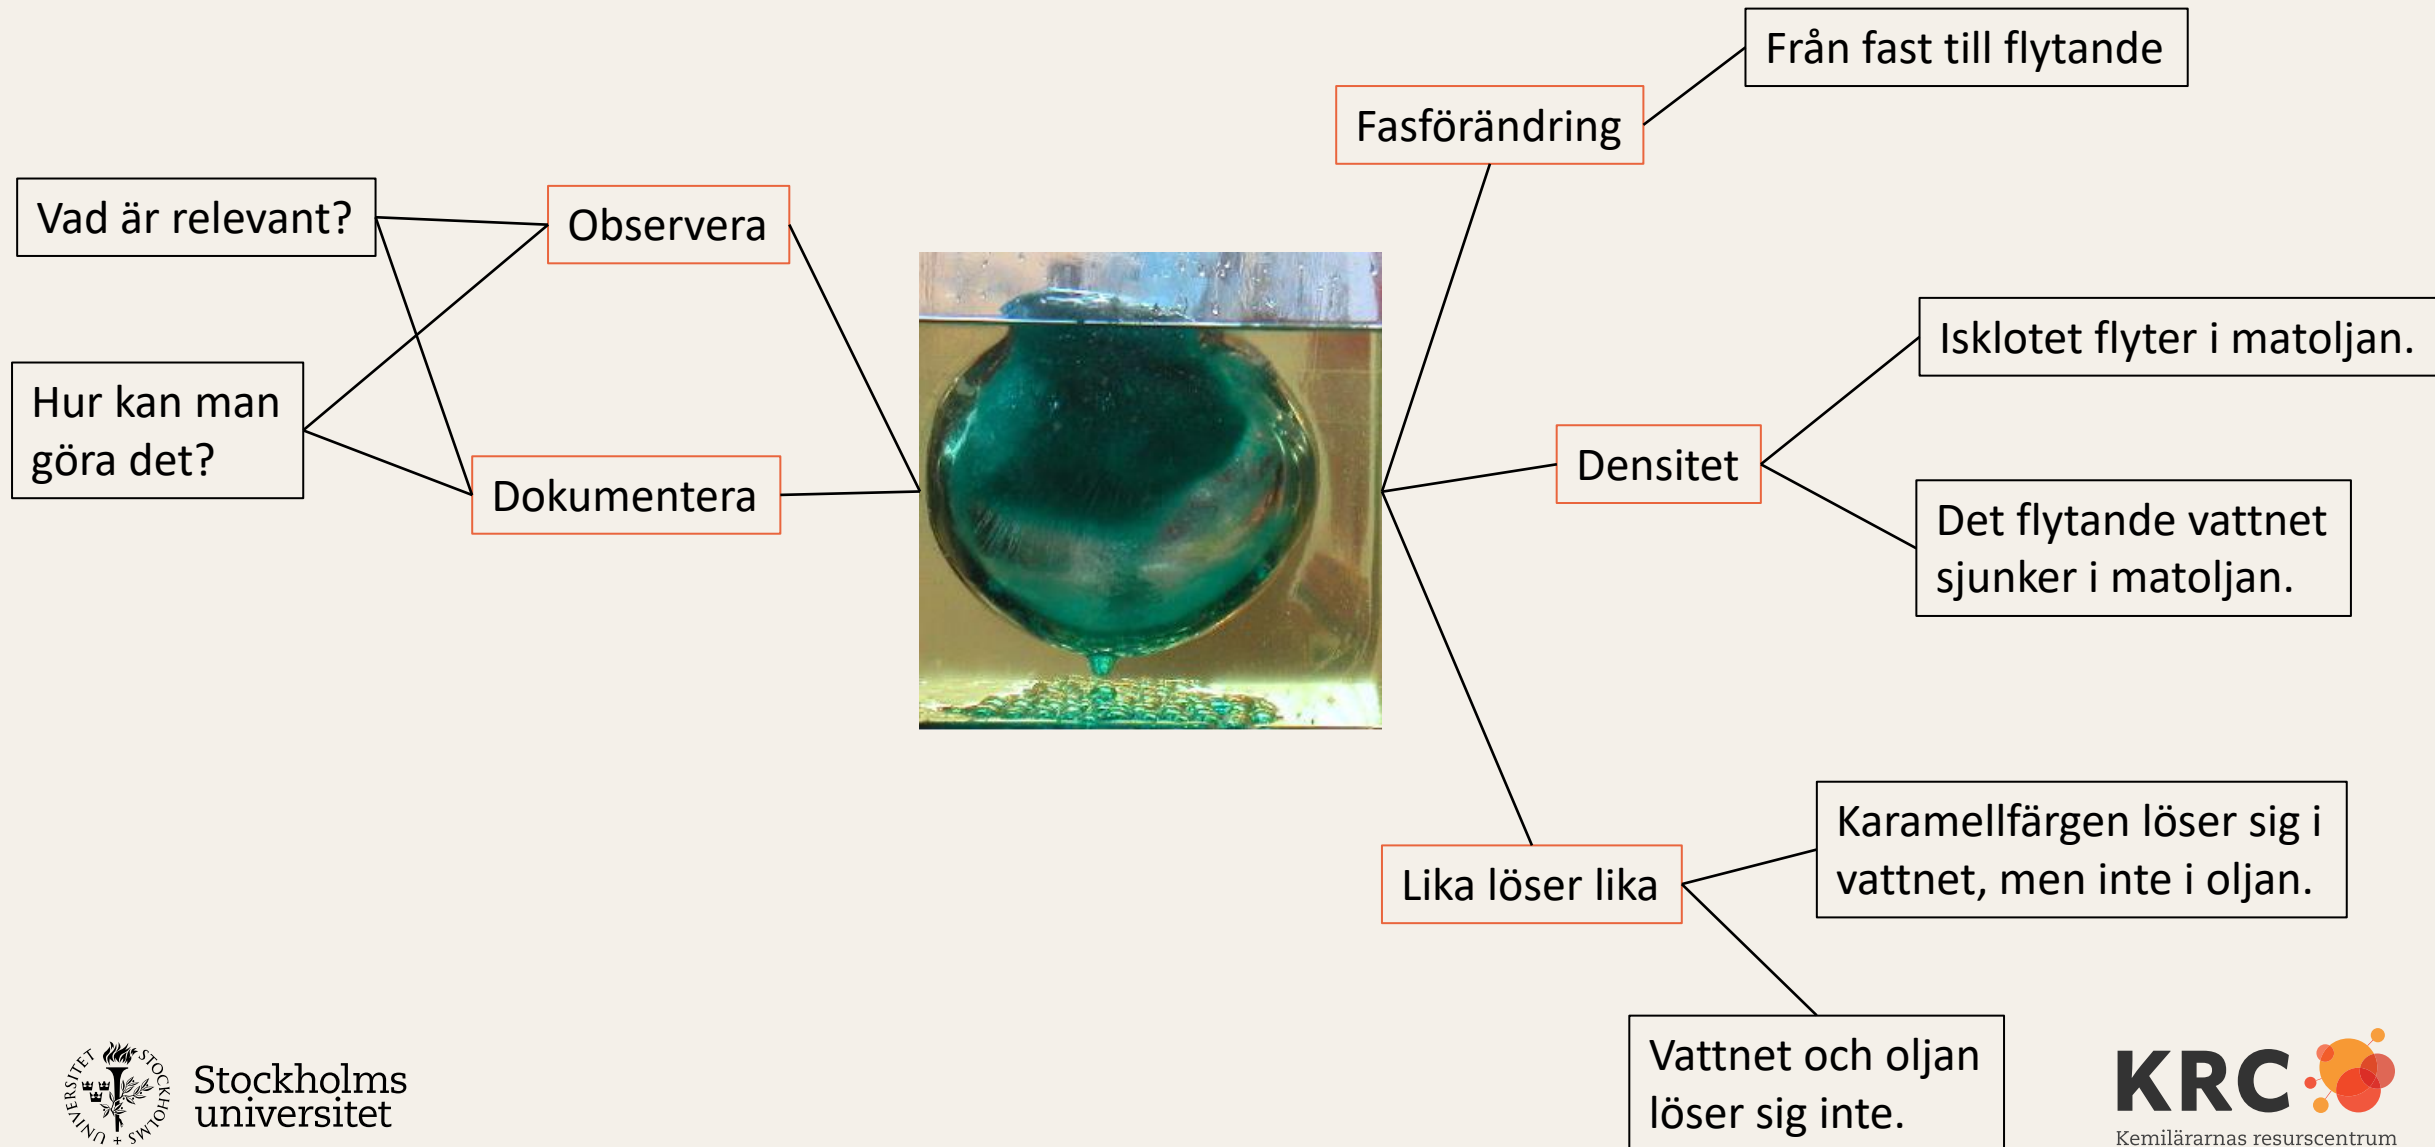 Från fast till flytande
Fasförändring
Vad är relevant?
Observera
Isklotet flyter i matoljan.
Hur kan man
göra det?
Densitet
Dokumentera
Det flytande vattnet
sjunker i matoljan.
Karamellfärgen löser sig i
vattnet, men inte i oljan.
Lika löser lika
Vattnet och oljan
löser sig inte.
STOCKHOLMS UNIVERSITET
Stockholms
universitet
KRC
Kemilärarnas resurscentrum